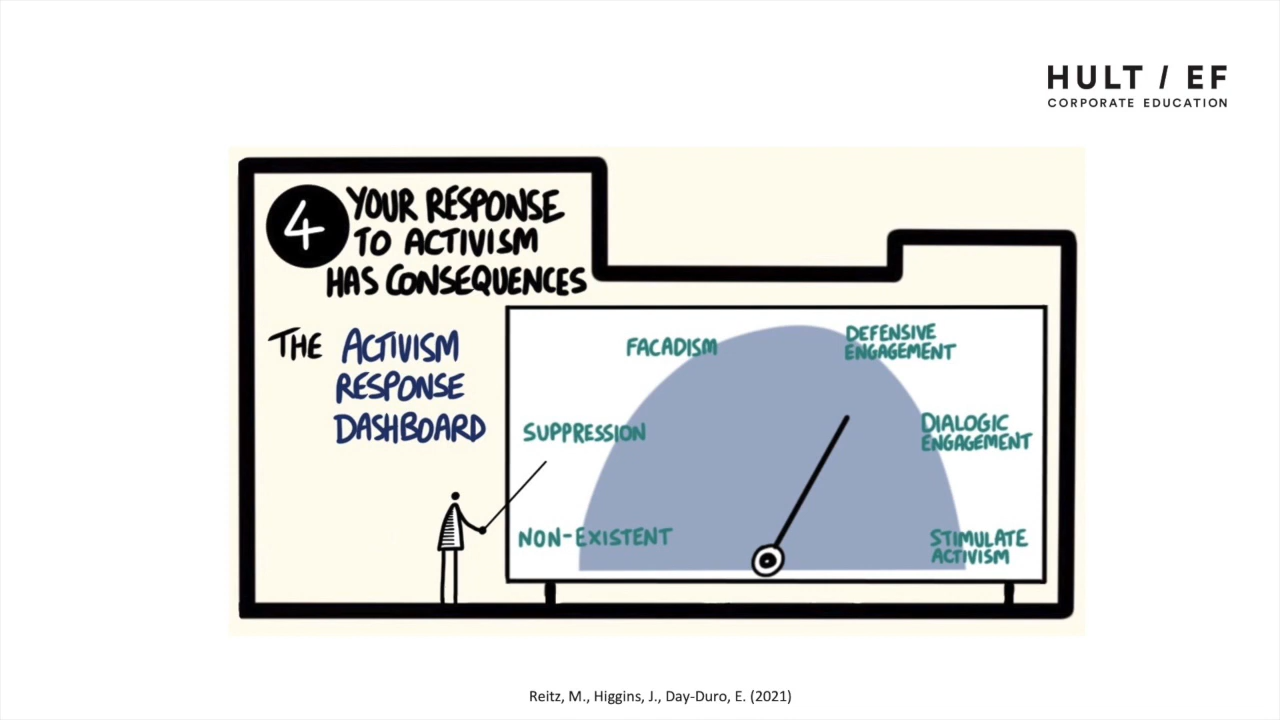 HULT / EF
CORPORATE EDUCATION
4
YOUR RESPONSE
TO ACTIVISM
HAS CONSEQUENCES
THE ACTIVISM
RESPONSE
DASHBOARD
FACADISM
DEFENSIVE
ENGAGEMENT
SUPPRESSION
DIALOGIC
ENGAGEMENT
NON-EXISTENT
STIMULATE
ACTIVISM
Reitz, M., Higgins, J., Day-Duro, E. (2021)